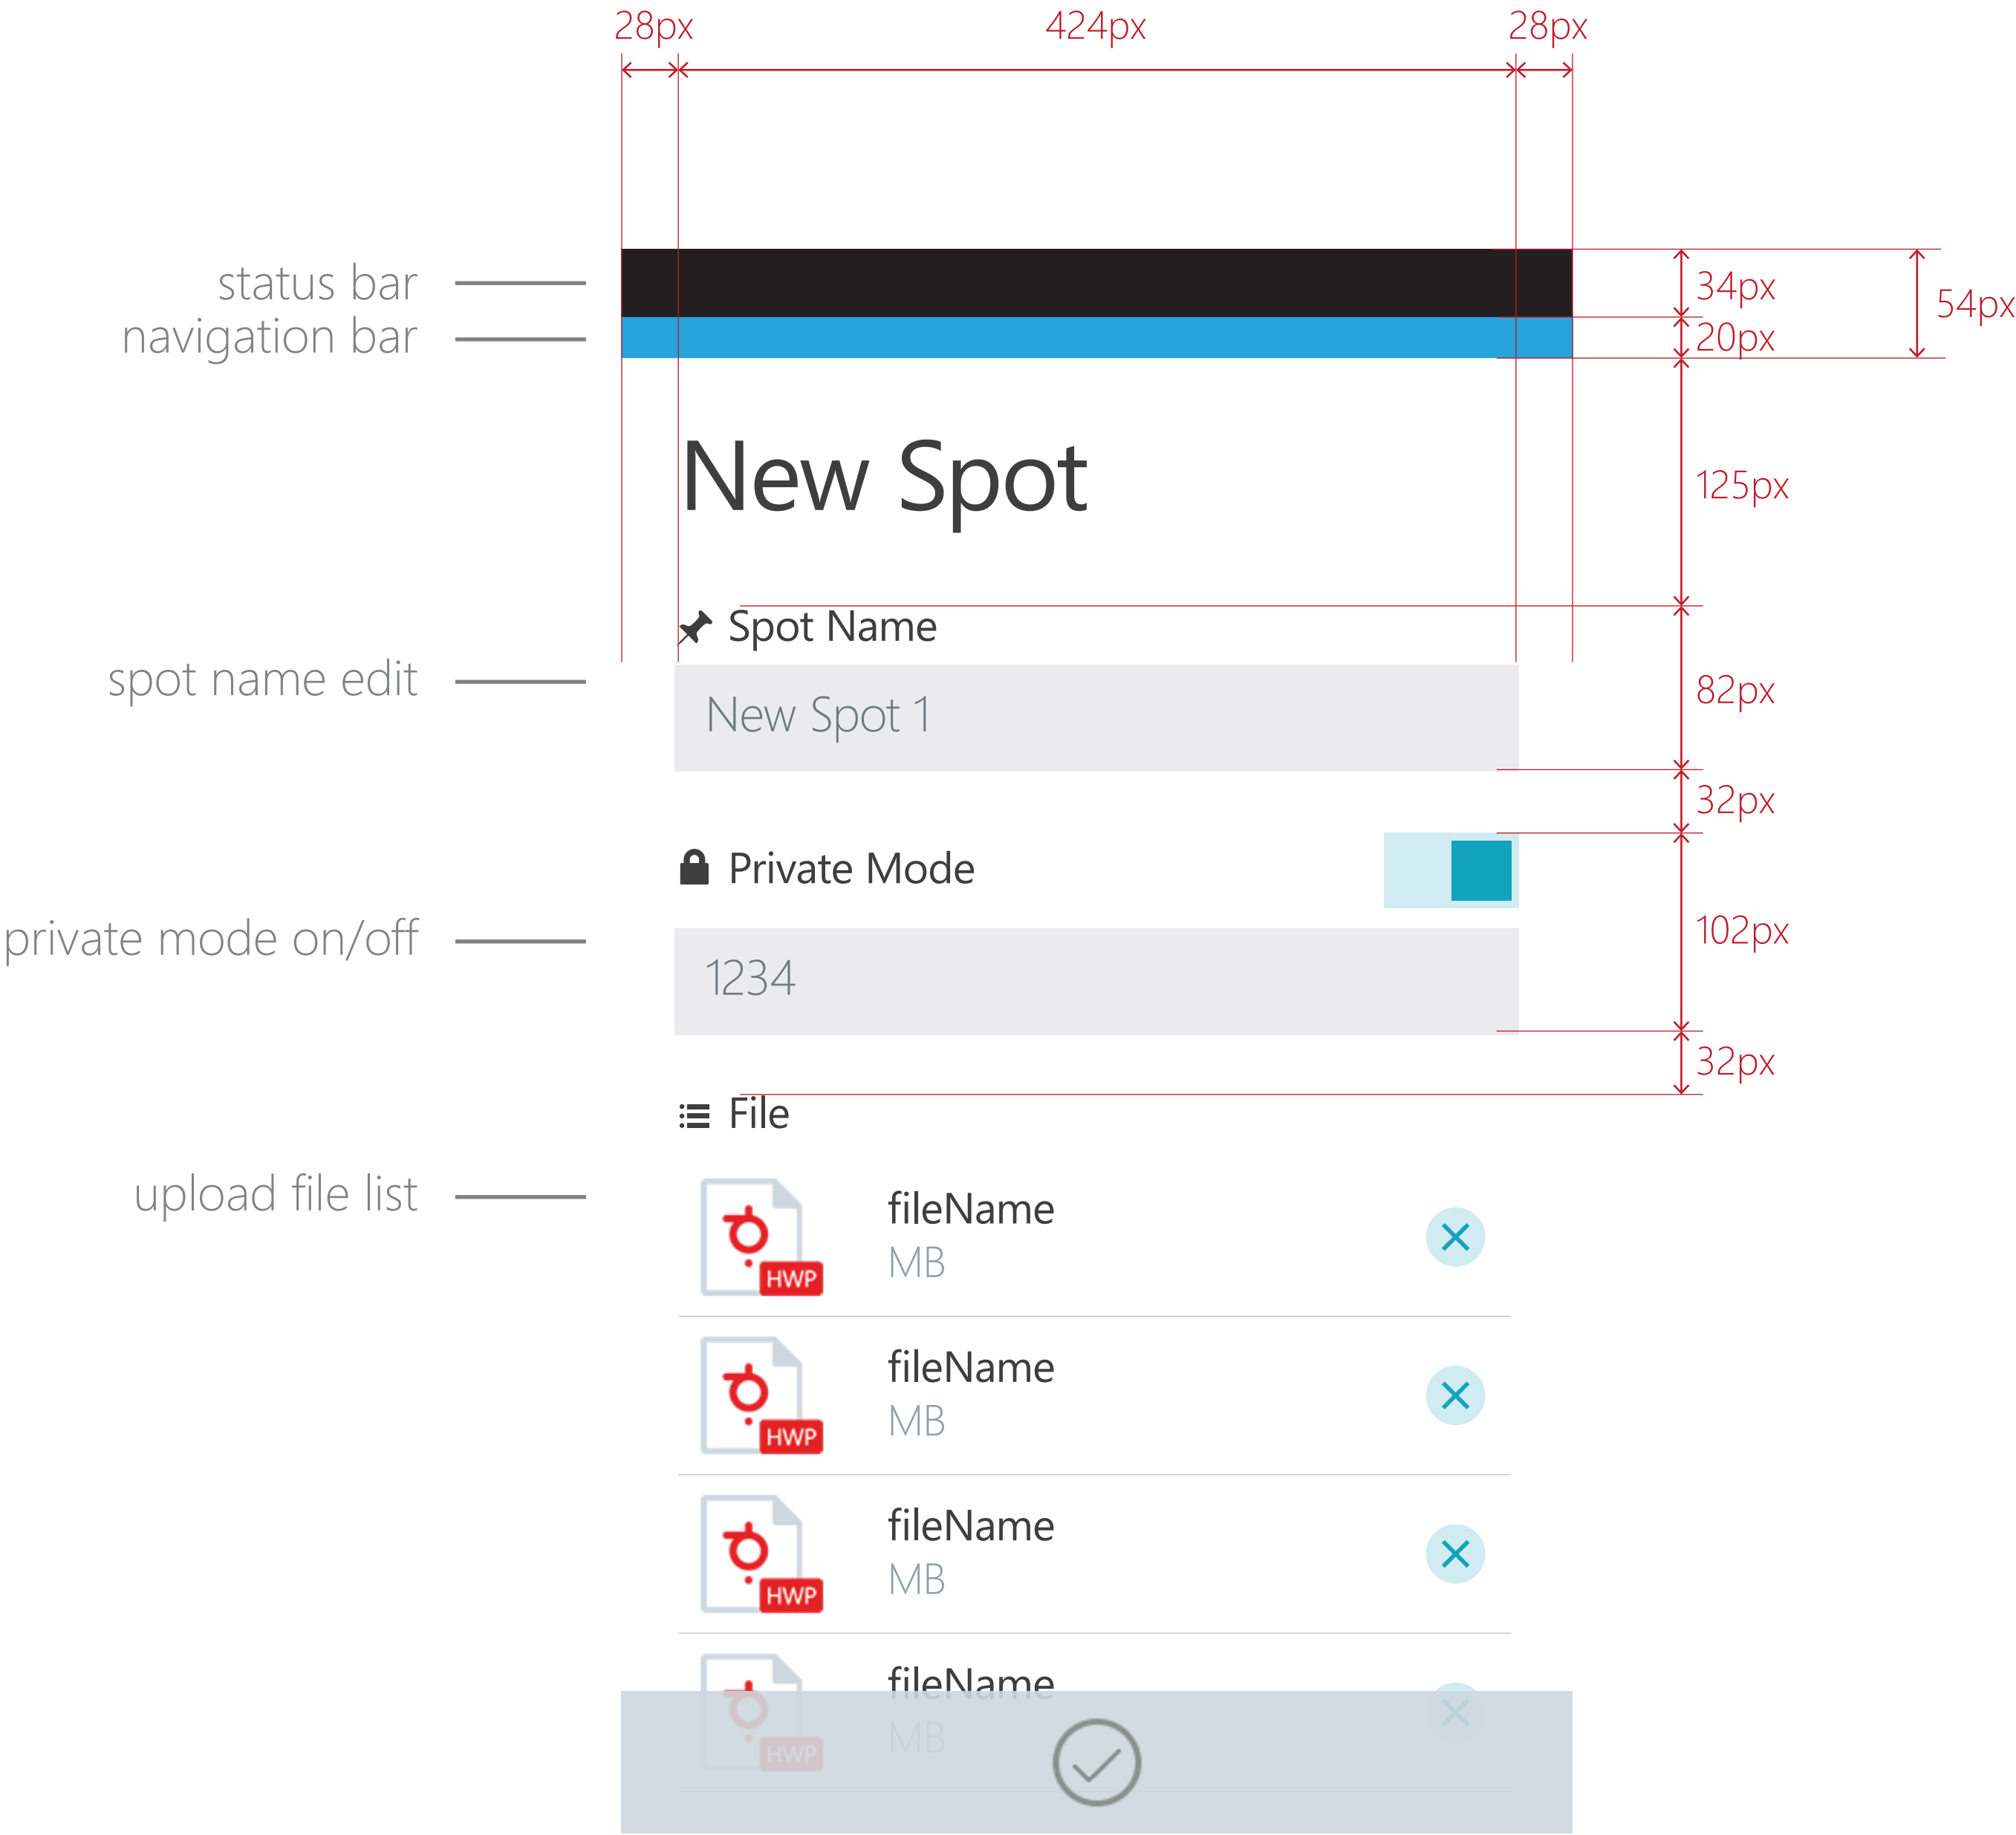 28px 424px 28px
status bar
34px
54px
navigation bar
20px
New Spot
125px
Spot Name
spot name edit
82px
New Spot 1
32px
Private Mode
private mode on/off
102px
1234
32px
File
upload file list
fileName
MB
HWP
fileName
MB
HWP
fileName
MB
HWP
fileName
MB
HWP